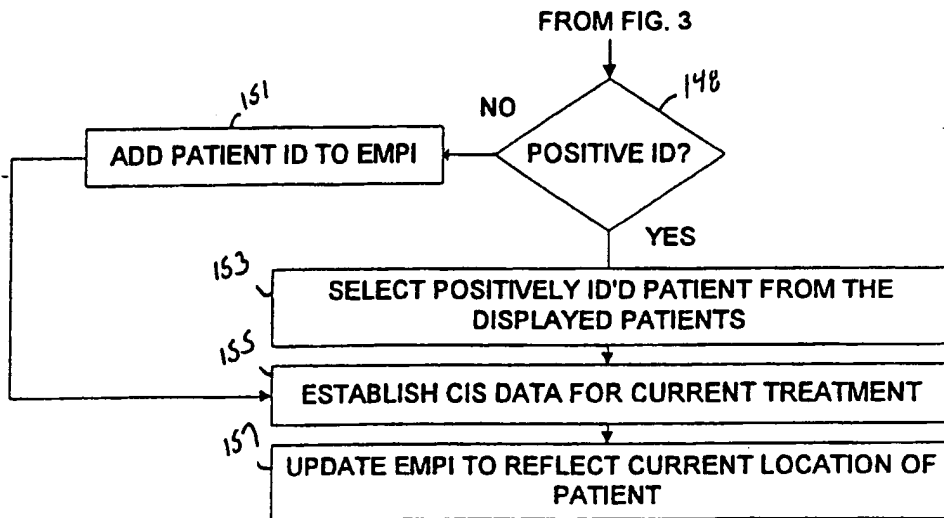 FROM FIG. 3
148
NO
POSITIVE ID?
151
ADD PATIENT ID TO EMPI
YES
153
SELECT POSITIVELY ID'D PATIENT FROM THE
DISPLAYED PATIENTS
155
ESTABLISH CIS DATA FOR CURRENT TREATMENT
157
UPDATE EMPI TO REFLECT CURRENT LOCATION OF
PATIENT